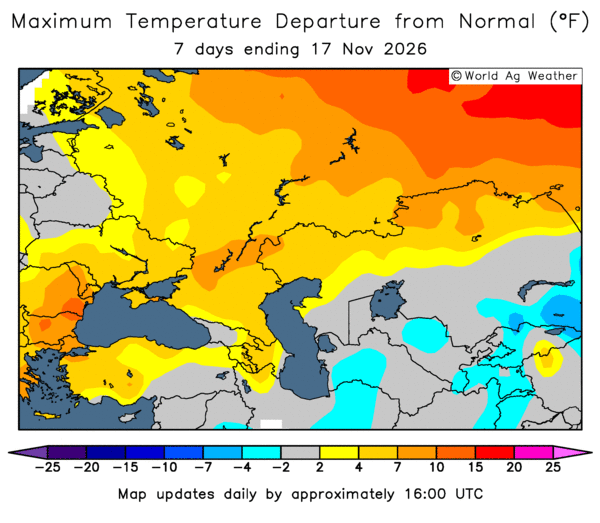 Maximum Temperature Departure from Normal (°F)
7 days ending 17 Nov 2026
©World Ag Weather
-25 -20 -15 -10 -7 -4 -2 2 4 7 10 15 20 25
Map updates daily by approximately 16:00 UTC